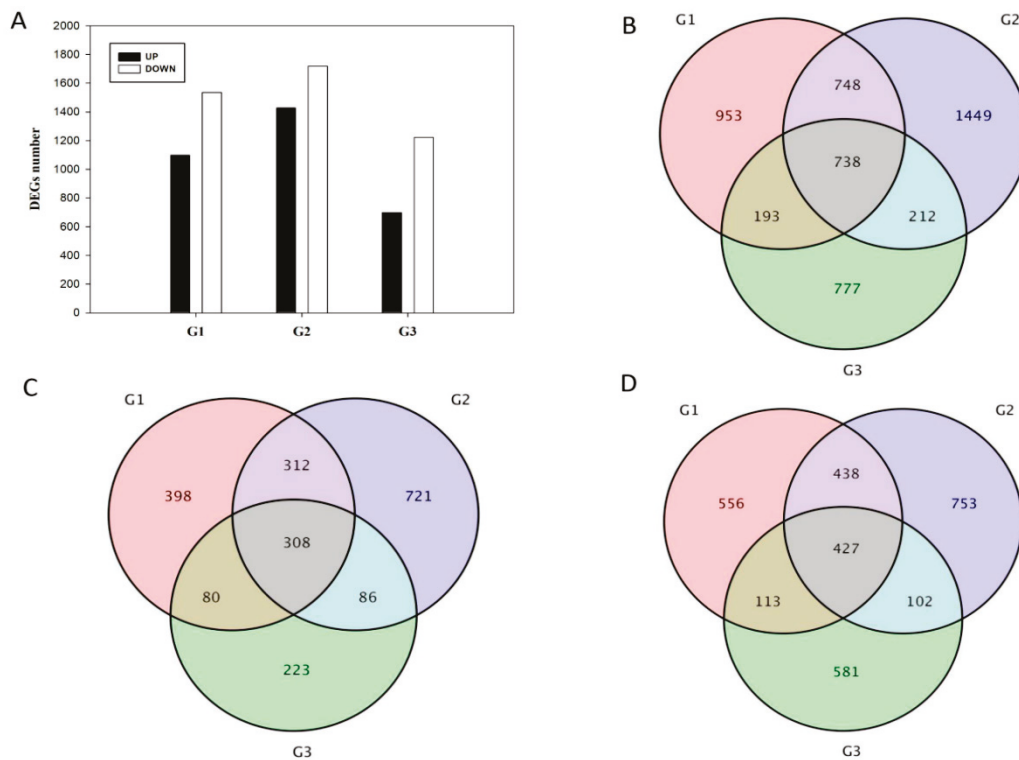 A
2000
1800
1600
1400
1200
1000
800
600
400
200
0
DEGs number
UP
DOWN
G1 G2 G3
B
G1 G2
748
953 1449
738
193 212
777
G3
C
G1 G2
312
398 721
308
80 86
223
G3
D
G1 G2
438
556 753
427
113 102
581
G3